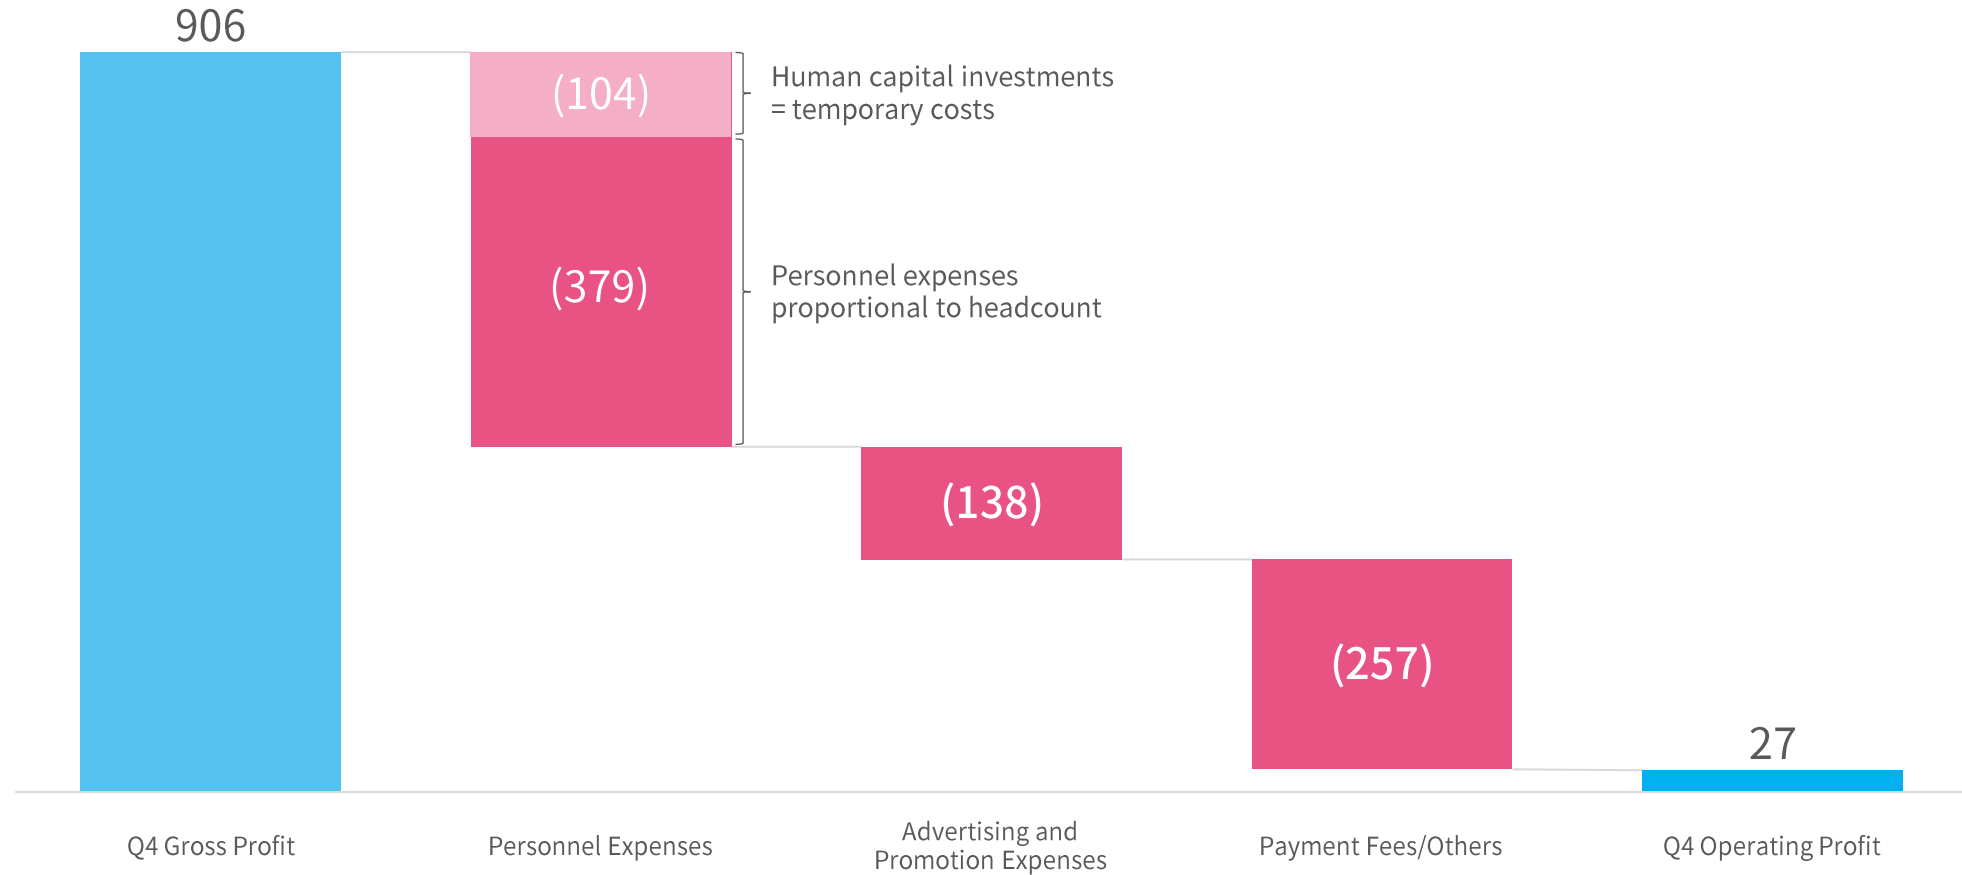 906
(104)
Human capital investments
= temporary costs
(379)
Personnel expenses
proportional to headcount
(138)
(257)
27
Q4 Gross Profit
Personnel Expenses
Advertising and
Promotion Expenses
Payment Fees/Others
Q4 Operating Profit